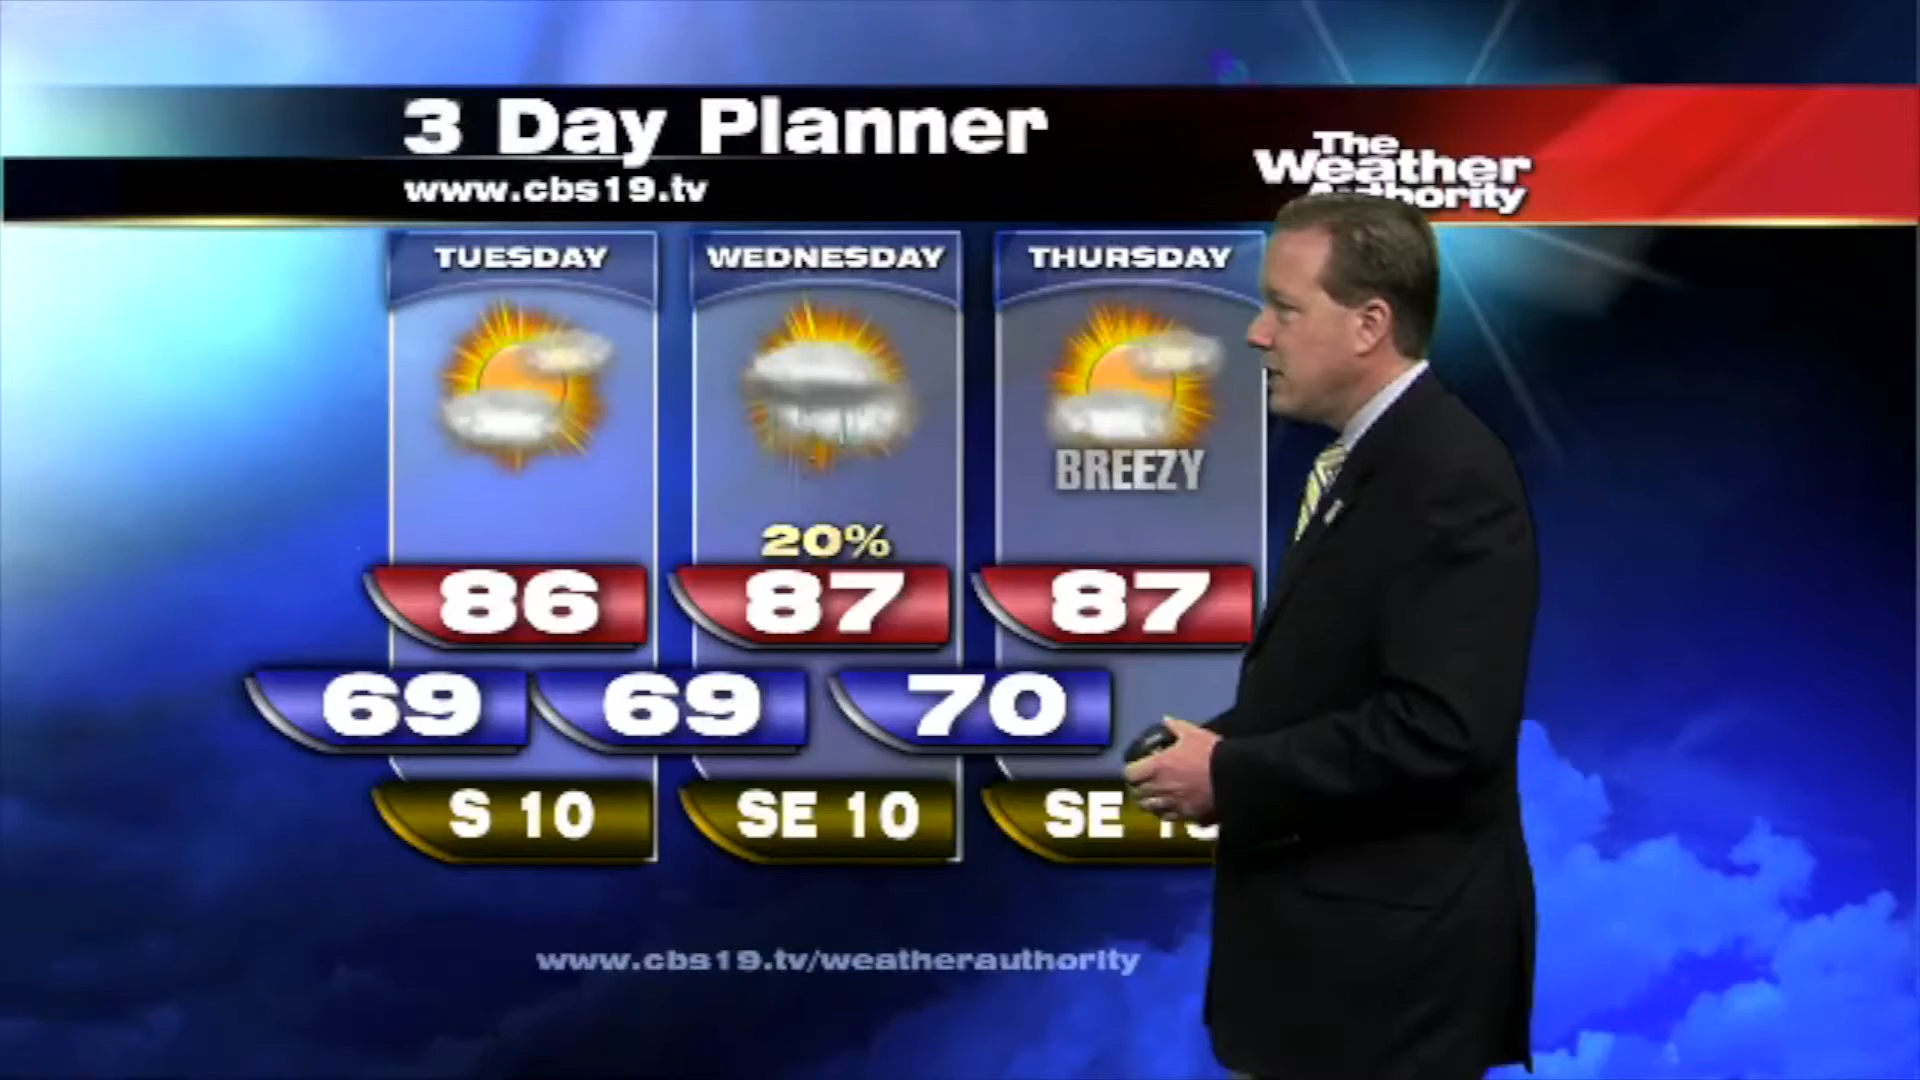 3 Day Planner
www.cbs19.tv
The
Weather
TUESDAY
WEDNESDAY
THURSDAY
BREEZY
20%
86
87
87
69
69
70
S 10
SE 10
SE
www.cbs19.tv/weatherauthority